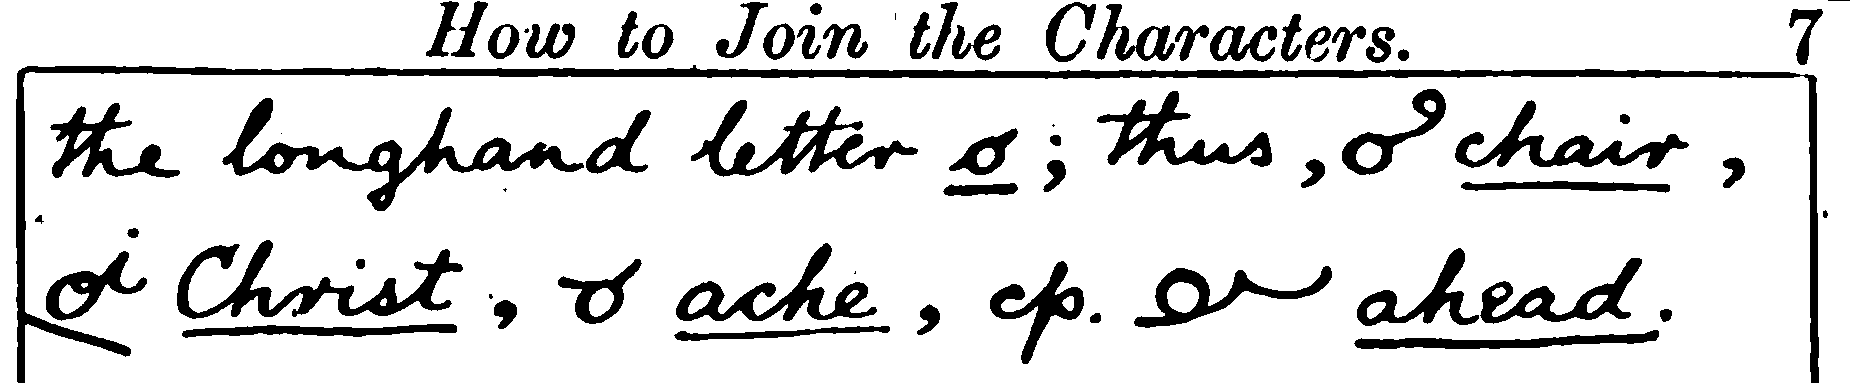 How to Join the Characters. 7
the longhand letter o; thus, chair,
Christ, ache, cp. ahead.